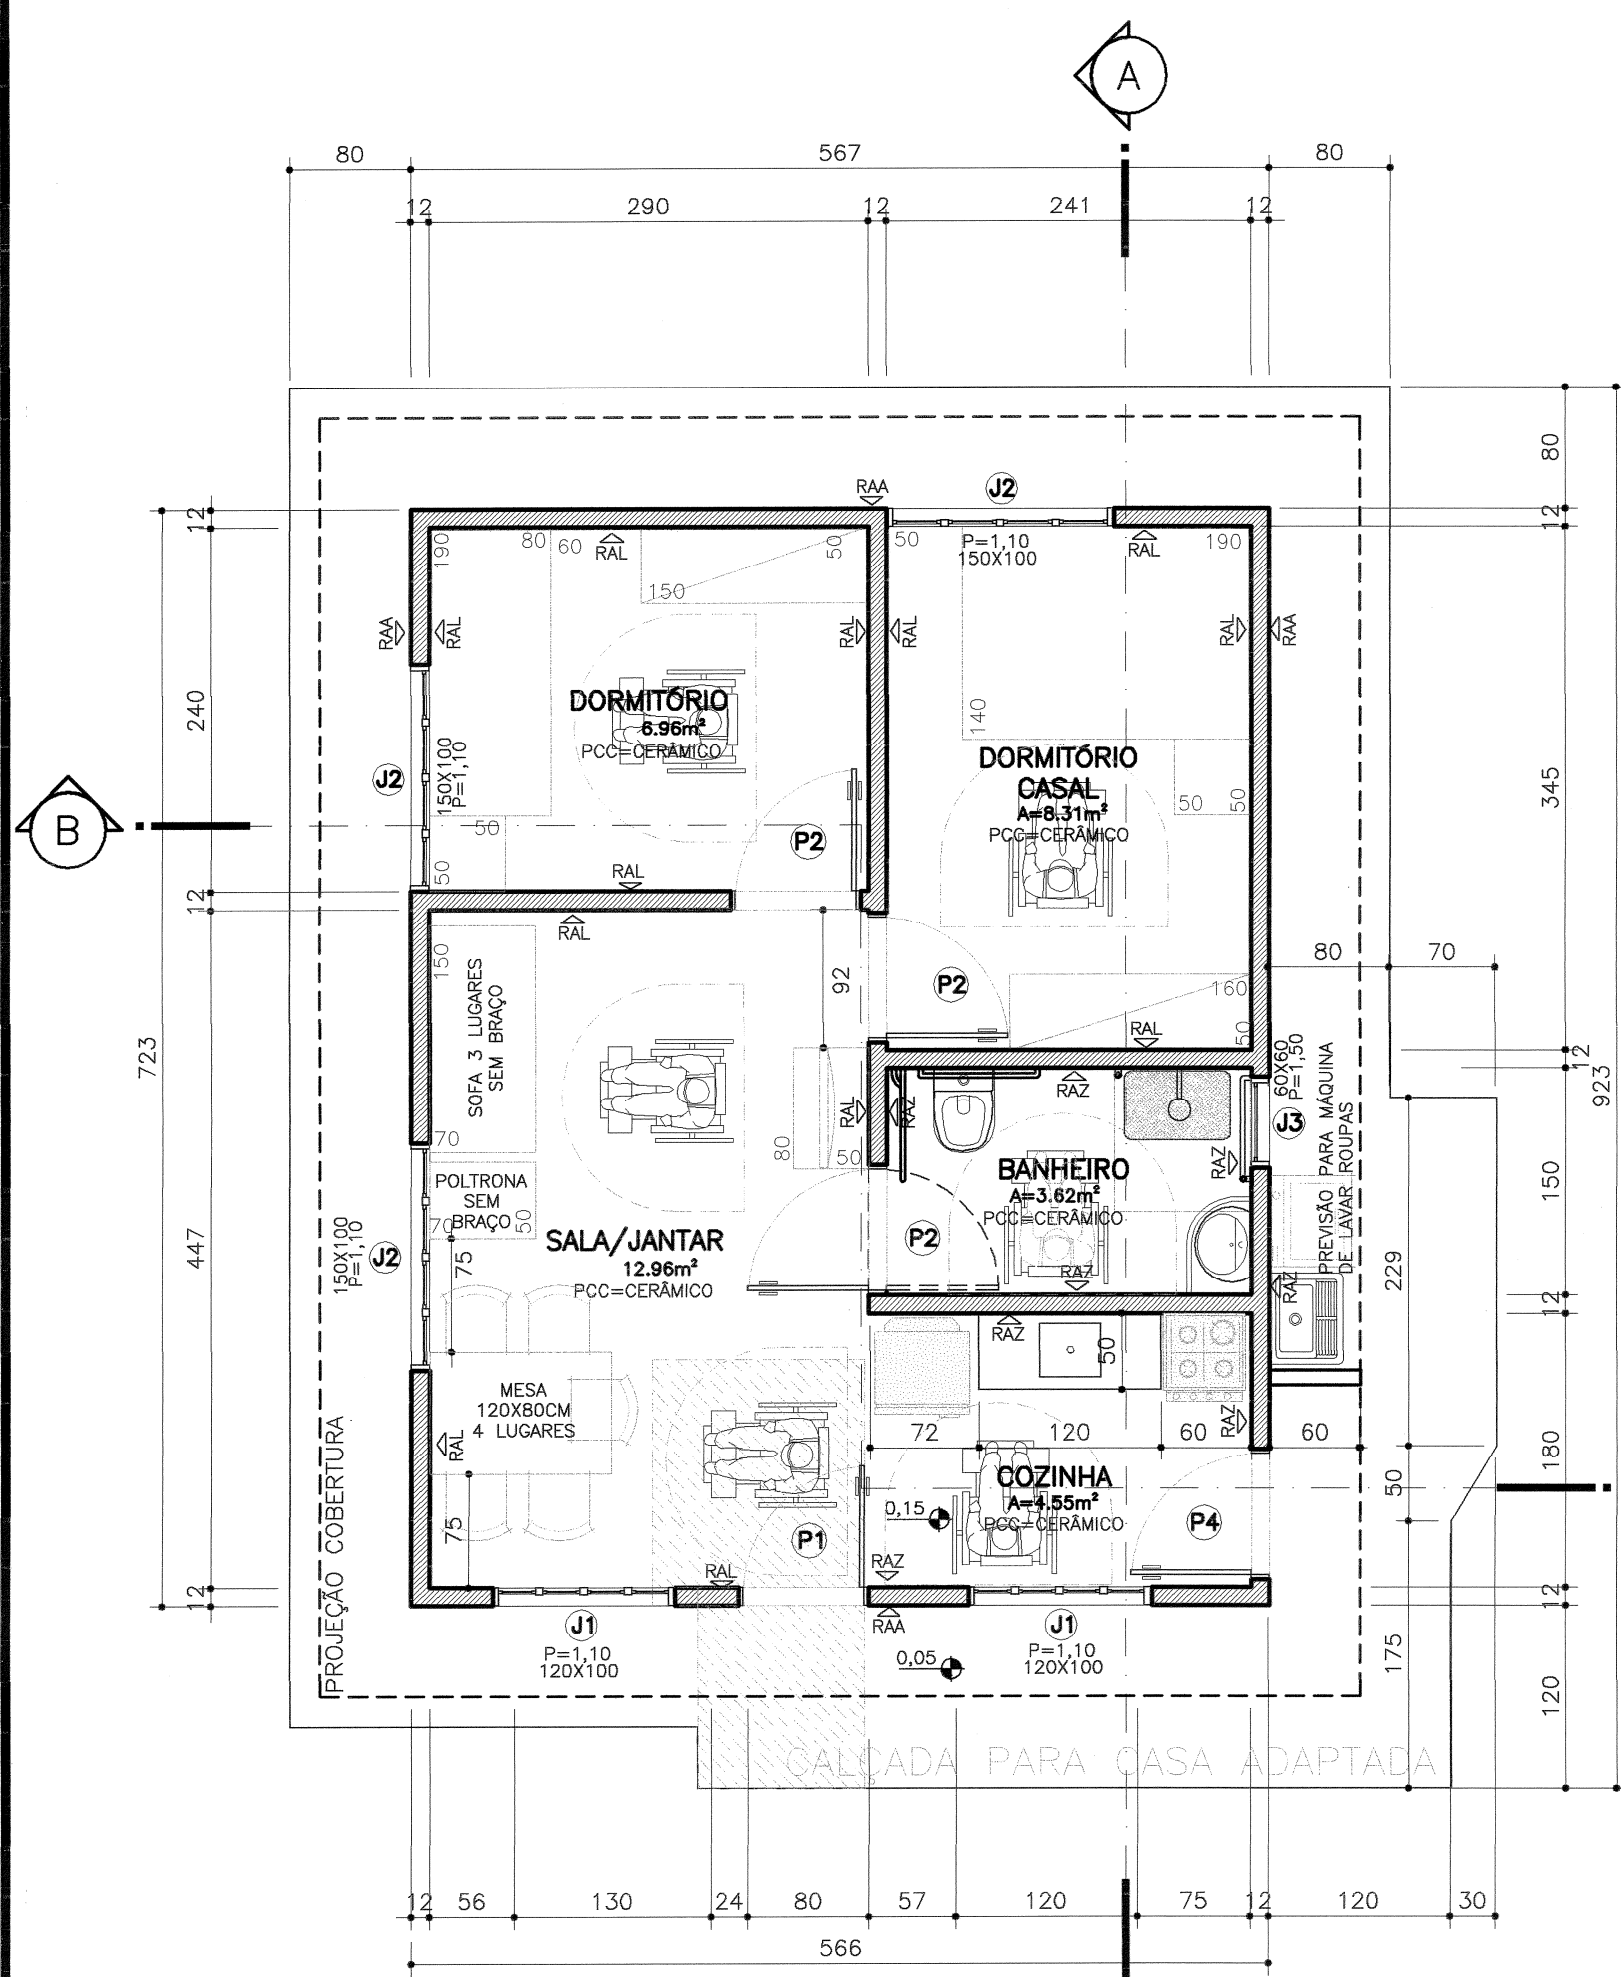 A
80 567 80
12 290 12 241 12
RAA J2
P=1,10
150X100
190 80 60 RAL 50 50 RAL 190
150
80
12
12
RAA RAL RAL RAL RAL RAA
240
DORMITÓRIO
6.96m²
PCC=CERÂMICO
140
DORMITÓRIO
CASAL
A=8.31m²
PCC=CERÂMICO
50 50
345
J2 150X100
P=1,10
B
50
50
P2
RAL
12
RAL
92
P2
160
50
RAL
80 70
150
SOFA 3 LUGARES
SEM BRAÇO
70
723
12
923
60X60
P=1,50
J3
PREVISÃO PARA MÁQUINA
DE LAVAR ROUPAS
RAL RAZ RAZ RAZ
80 50
POLTRONA
SEM
BRAÇO
70 50
BANHEIRO
A=3.62m²
PCC=CERÂMICO
RAZ
150
447
150X100
P=1,10
J2
75
SALA/JANTAR
12.96m²
PCC=CERÂMICO
P2
229
RAZ
12
RAZ
50
MESA
120X80CM
4 LUGARES
RAL
72 120 60 60
RAZ
180
50
COZINHA
A=4.55m²
PCC=CERÂMICO
0,15
P4
75
P1
RAL
RAZ
12
12
RAA
J1
P=1,10
120X100
J1
P=1,10
120X100
0,05
175
120
PROJEÇÃO COBERTURA
CALÇADA PARA CASA ADAPTADA
12 56 130 24 80 57 120 75 12 120 30
566